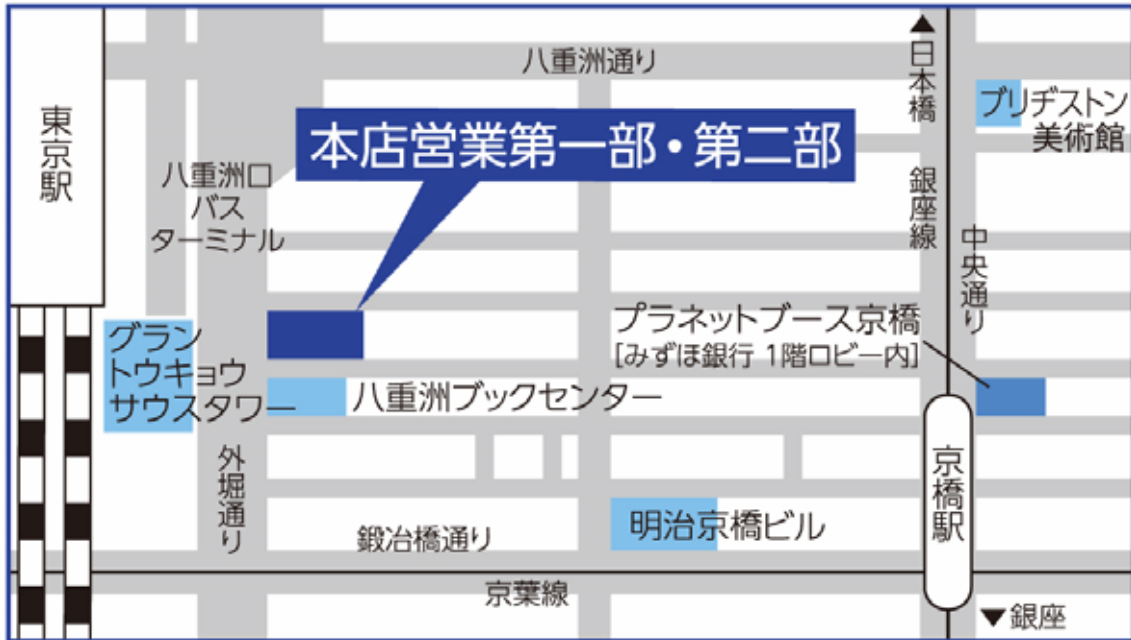 八重洲通り
▲日本橋
ブリヂストン
美術館
東京駅
本店営業第一部・第二部
八重洲口
バス
ターミナル
銀座線
中央通り
プラネットブース京橋
[みずほ銀行 1階ロビー内]
グラン
トウキョウ
サウスタワー
八重洲ブックセンター
外堀通り
京橋駅
明治京橋ビル
鍛冶橋通り
京葉線
▼銀座